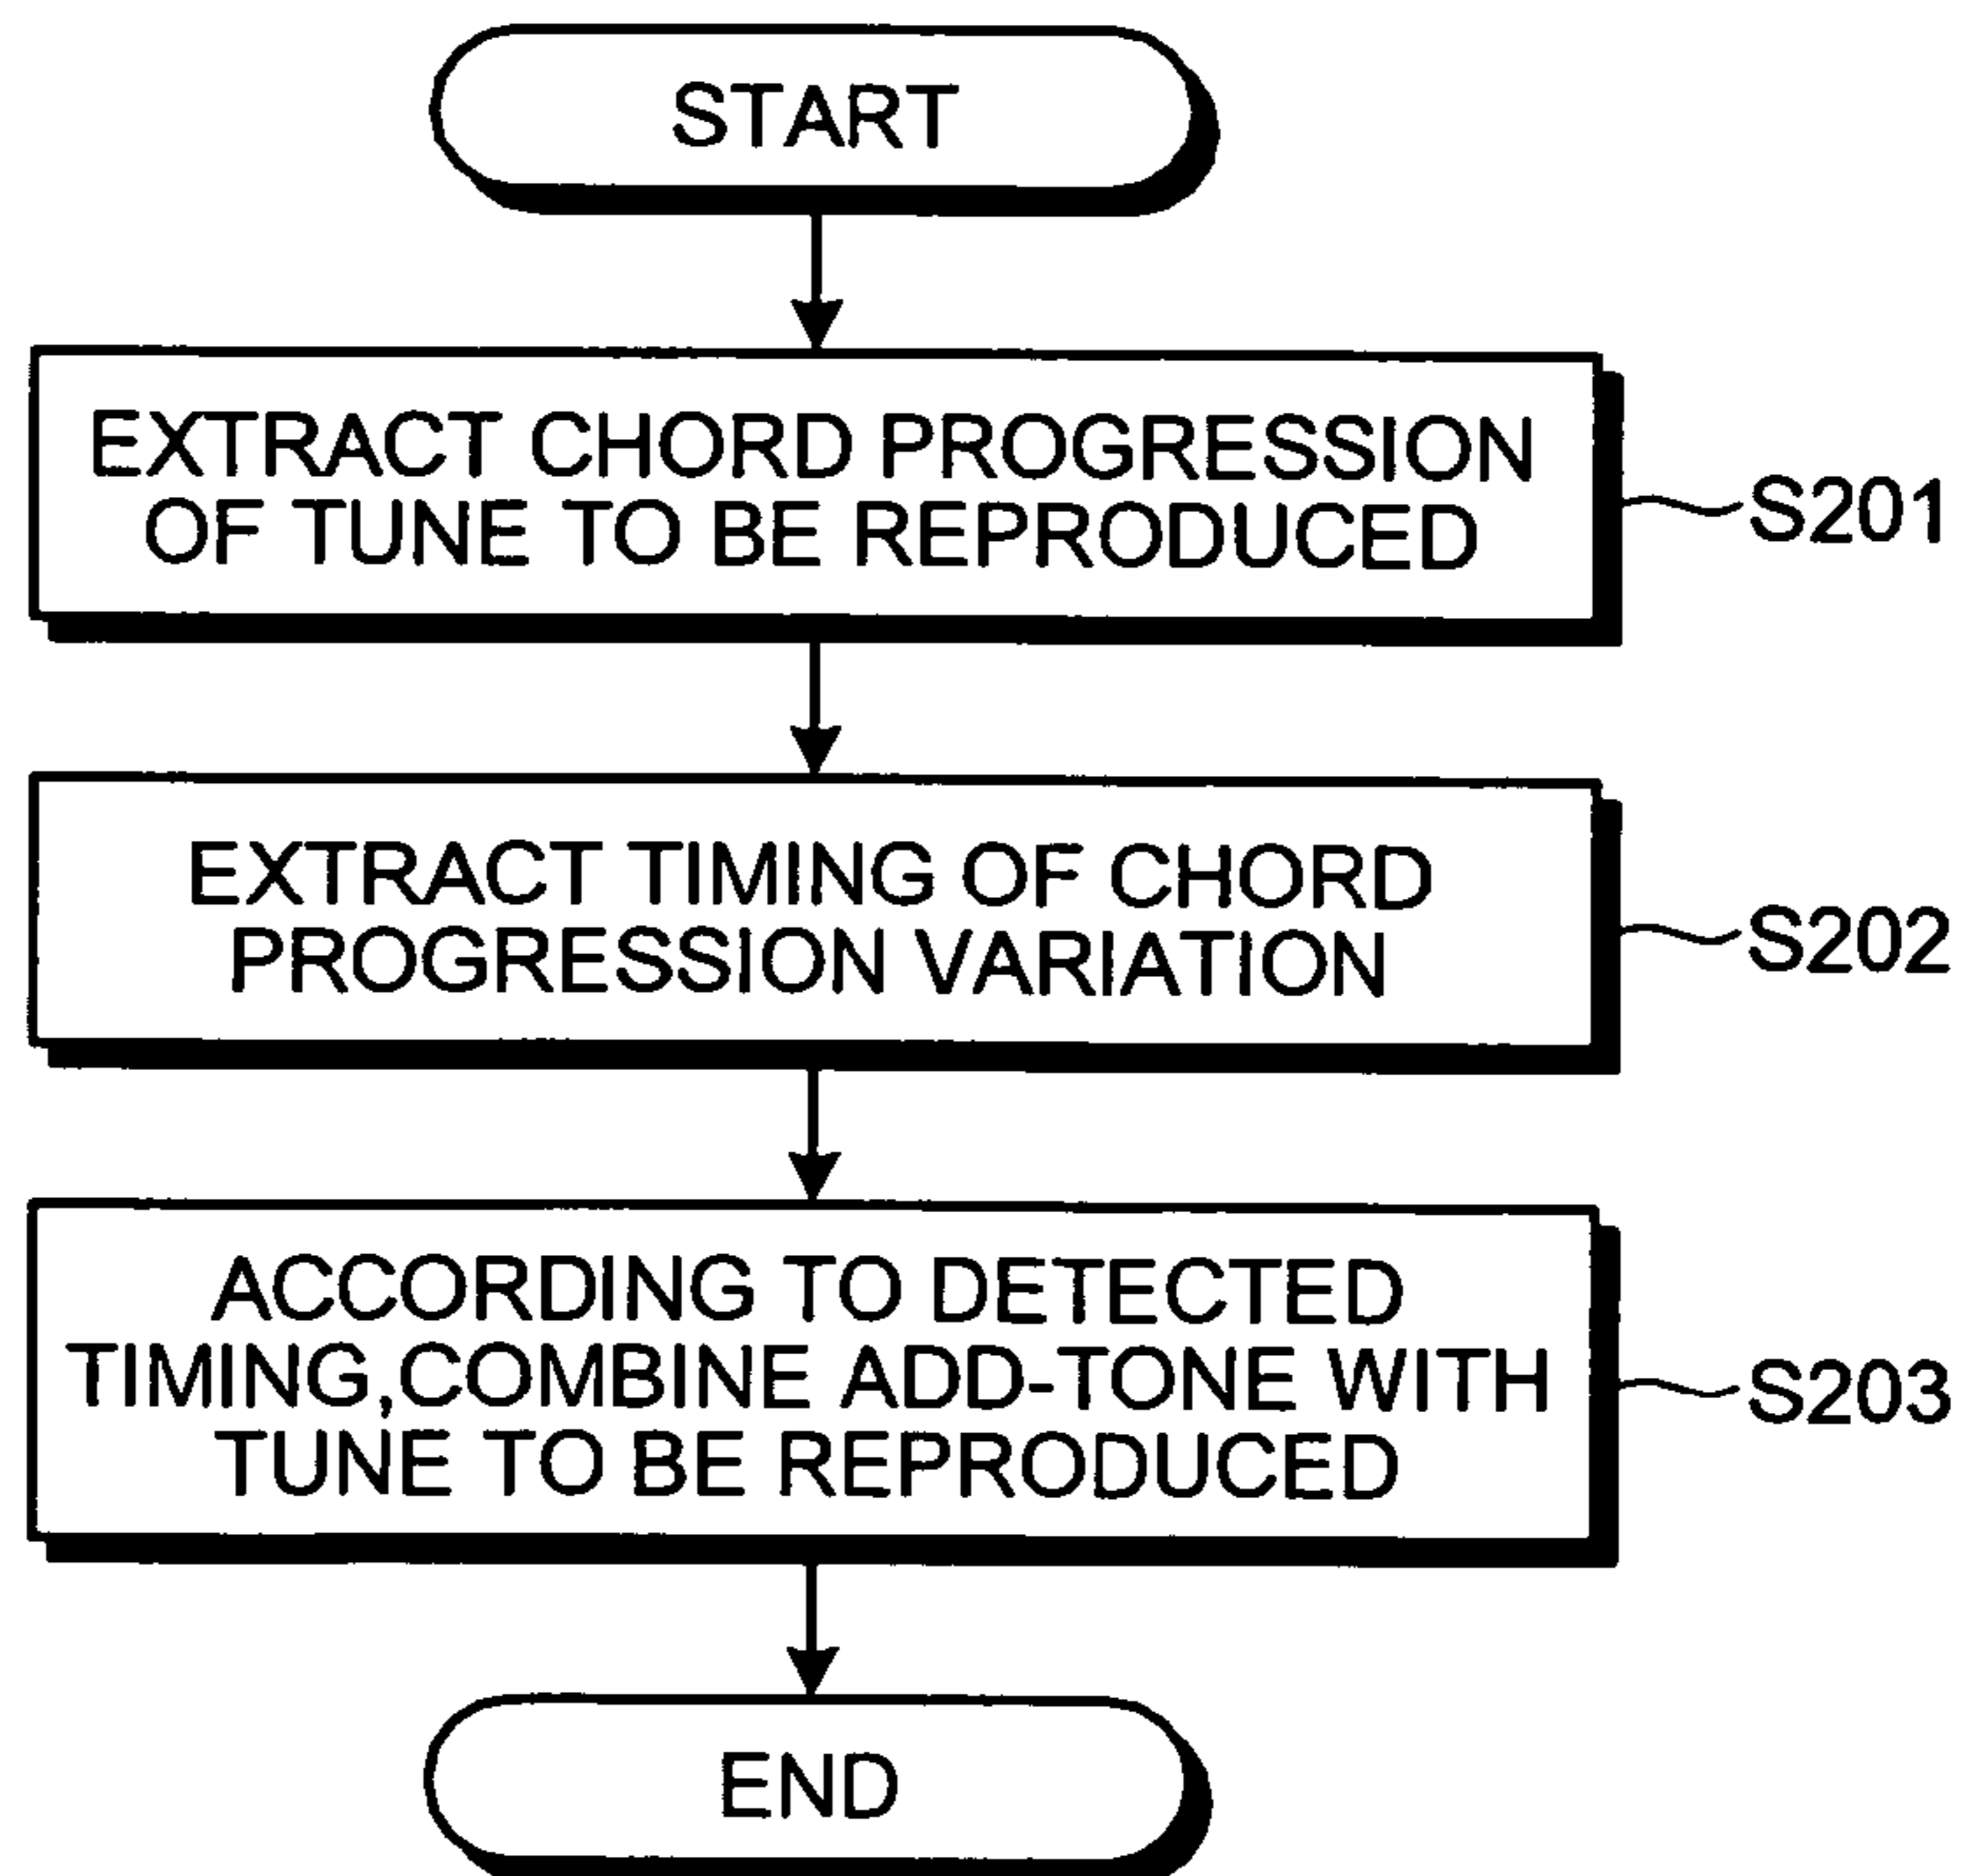 START
EXTRACT CHORD PROGRESSION
OF TUNE TO BE REPRODUCED
S201
EXTRACT TIMING OF CHORD
PROGRESSION VARIATION
S202
ACCORDING TO DETECTED
TIMING,COMBINE ADD-TONE WITH
TUNE TO BE REPRODUCED
S203
END